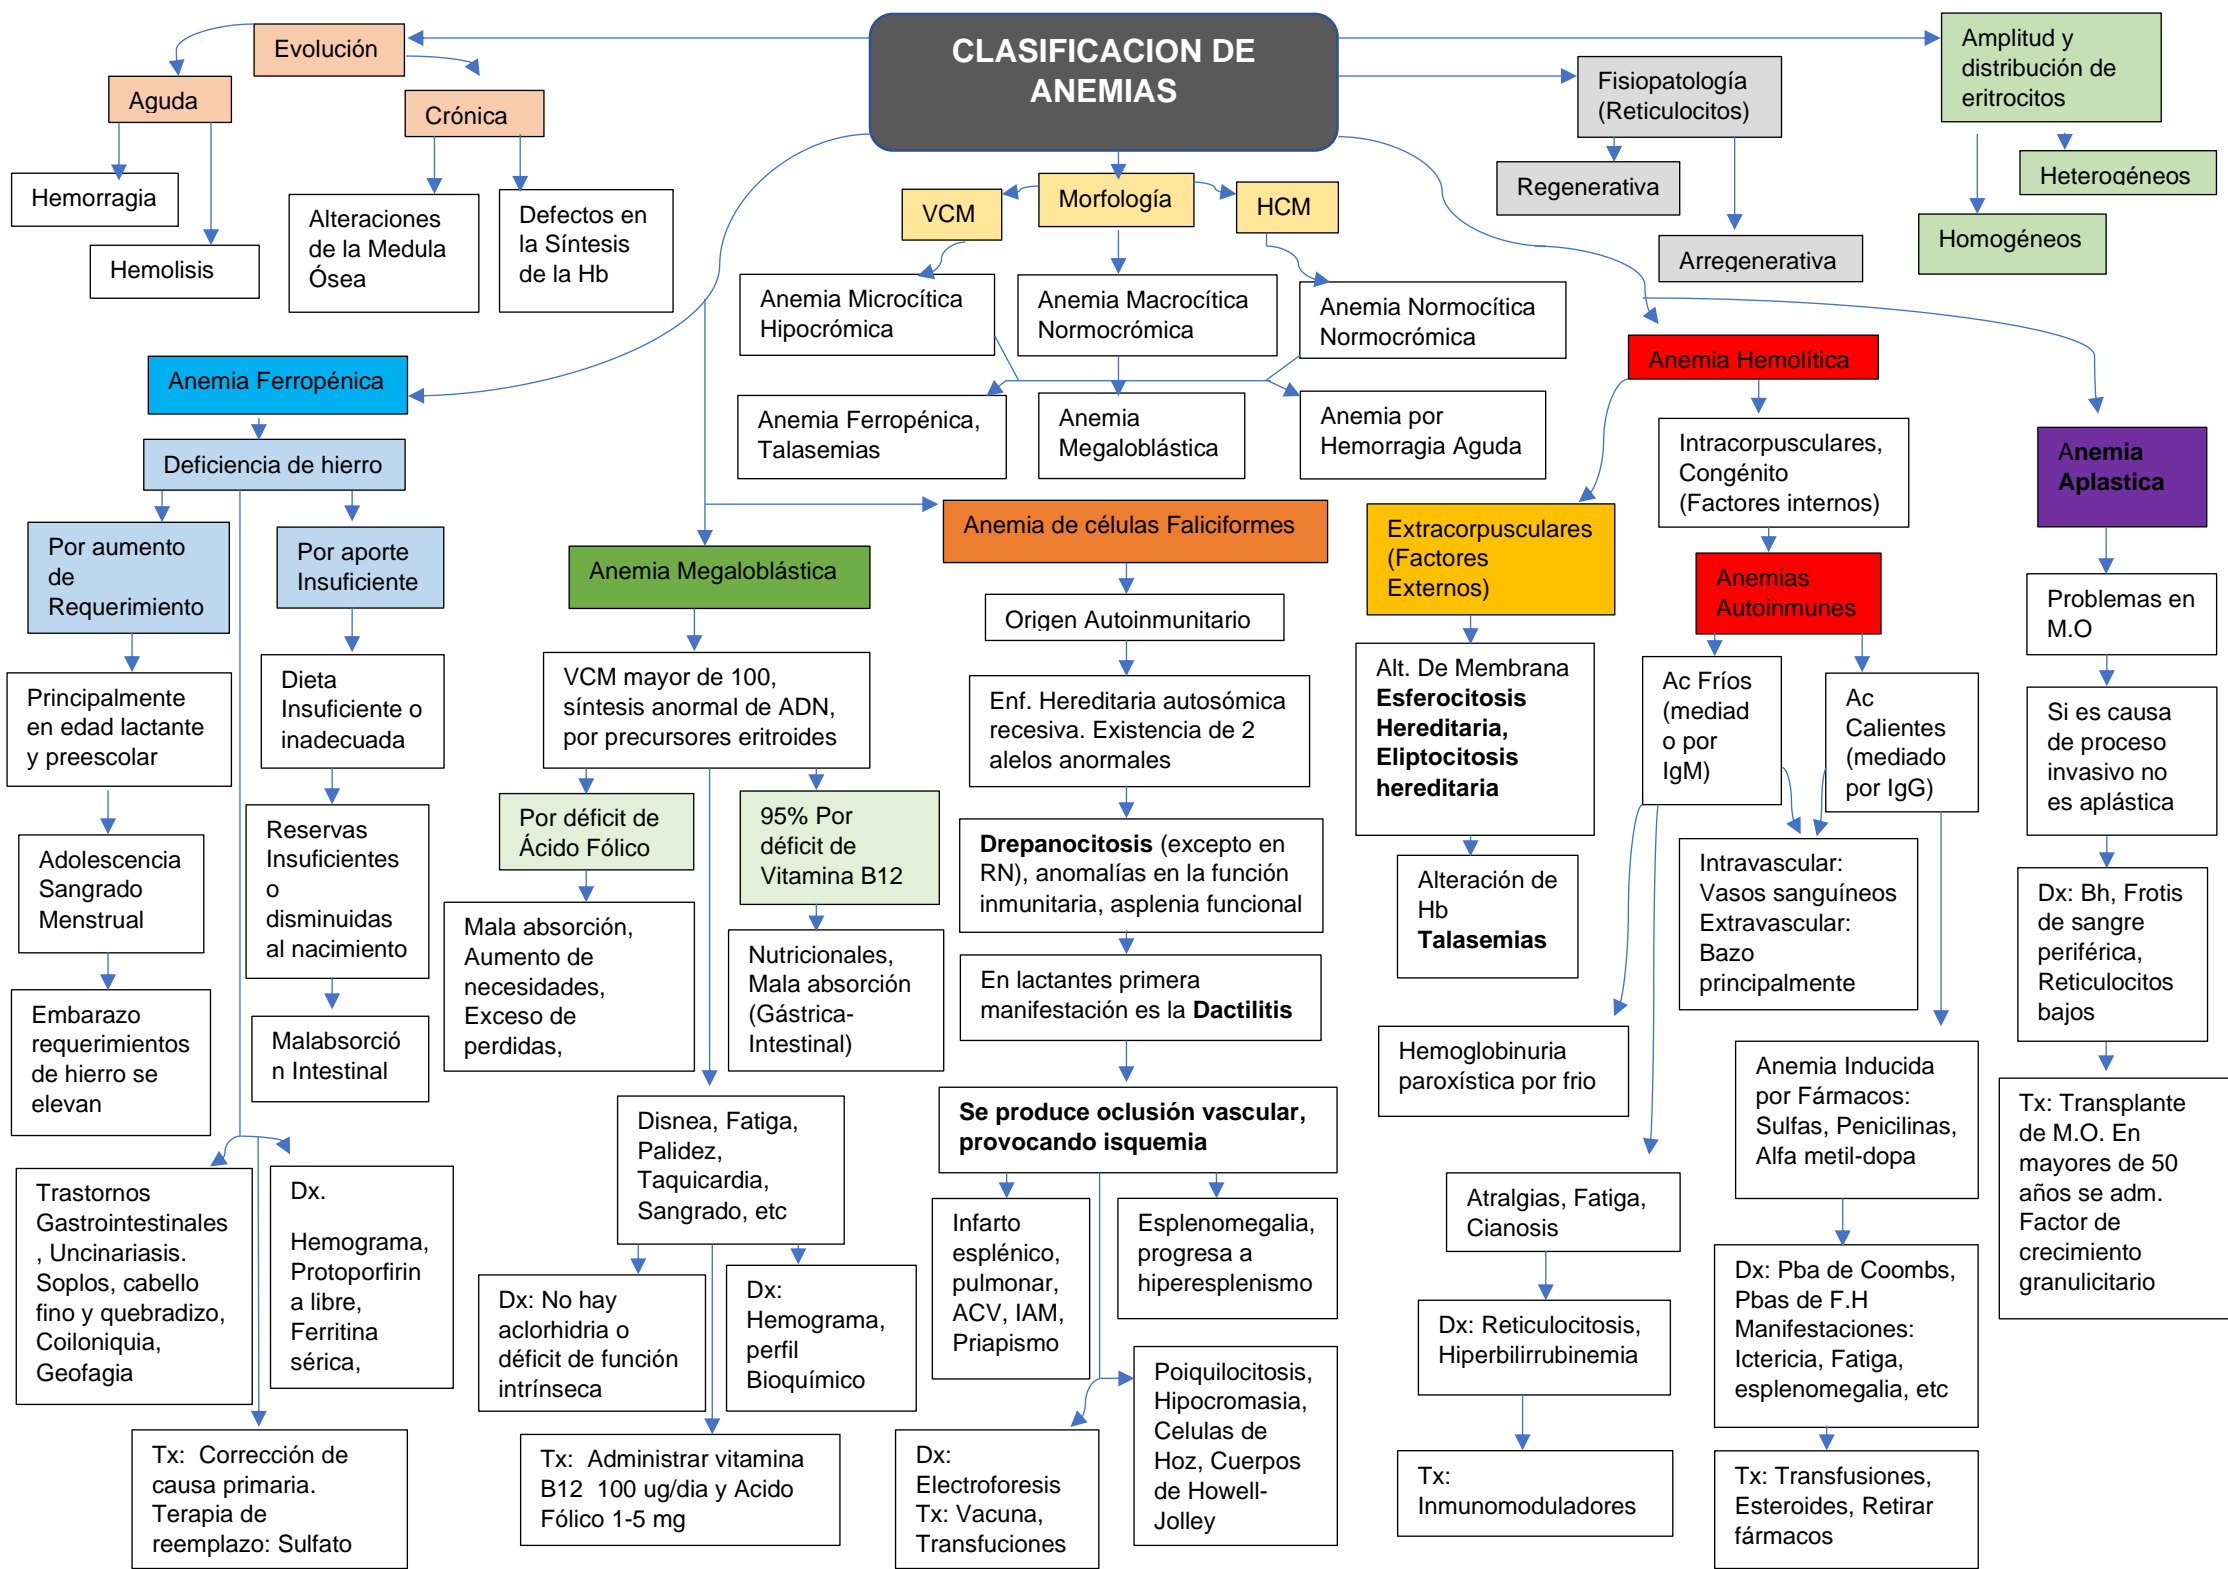 CLASIFICACION DE
ANEMIAS
Evolución
Aguda
Crónica
Hemorragia
Hemolisis
Alteraciones
de la Medula
Ósea
Defectos en
la Síntesis
de la Hb
Morfología
VCM
HCM
Anemia Microcítica
Hipocrómica
Anemia Macrocítica
Normocrómica
Anemia Normocítica
Normocrómica
Anemia Ferropénica,
Talasemias
Anemia
Megaloblástica
Anemia por
Hemorragia Aguda
Fisiopatología
(Reticulocitos)
Regenerativa
Arregenerativa
Amplitud y
distribución de
eritrocitos
Heterogéneos
Homogéneos
Anemia Ferropénica
Deficiencia de hierro
Por aumento
de
Requerimiento
Por aporte
Insuficiente
Principalmente
en edad lactante
y preescolar
Dieta
Insuficiente o
inadecuada
Adolescencia
Sangrado
Menstrual
Reservas
Insuficientes
o
disminuidas
al nacimiento
Embarazo
requerimientos
de hierro se
elevan
Malabsorció
n Intestinal
Trastornos
Gastrointestinales
, Uncinariasis.
Soplos, cabello
fino y quebradizo,
Coiloniquia,
Geofagia
Dx.
Hemograma,
Protoporfirin
a libre,
Ferritina
sérica,
Tx:  Corrección de
causa primaria.
Terapia de
reemplazo: Sulfato
Anemia Megaloblástica
VCM mayor de 100,
síntesis anormal de ADN,
por precursores eritroides
Por déficit de
Ácido Fólico
95% Por
déficit de
Vitamina B12
Mala absorción,
Aumento de
necesidades,
Exceso de
perdidas,
Nutricionales,
Mala absorción
(Gástrica-
Intestinal)
Disnea, Fatiga,
Palidez,
Taquicardia,
Sangrado, etc
Dx: No hay
aclorhidria o
déficit de función
intrínseca
Dx:
Hemograma,
perfil
Bioquímico
Tx:  Administrar vitamina
B12  100 ug/dia y Acido
Fólico 1-5 mg
Anemia de células Faliciformes
Origen Autoinmunitario
Enf. Hereditaria autosómica
recesiva. Existencia de 2
alelos anormales
Drepanocitosis (excepto en
RN), anomalías en la función
inmunitaria, asplenia funcional
En lactantes primera
manifestación es la Dactilitis
Se produce oclusión vascular,
provocando isquemia
Infarto
esplénico,
pulmonar,
ACV, IAM,
Priapismo
Esplenomegalia,
progresa a
hiperesplenismo
Dx:
Electroforesis
Tx: Vacuna,
Transfuciones
Poiquilocitosis,
Hipocromasia,
Celulas de
Hoz, Cuerpos
de Howell-
Jolley
Anemia Hemolítica
Extracorpusculares
(Factores
Externos)
Alt. De Membrana
Esferocitosis
Hereditaria,
Eliptocitosis
hereditaria
Alteración de
Hb
Talasemias
Intracorpusculares,
Congénito
(Factores internos)
Anemias
Autoinmunes
Ac Fríos
(mediad
o por
IgM)
Ac
Calientes
(mediado
por IgG)
Intravascular:
Vasos sanguíneos
Extravascular:
Bazo
principalmente
Hemoglobinuria
paroxística por frio
Atralgias, Fatiga,
Cianosis
Dx: Reticulocitosis,
Hiperbilirrubinemia
Tx:
Inmunomoduladores
Anemia Inducida
por Fármacos:
Sulfas, Penicilinas,
Alfa metil-dopa
Dx: Pba de Coombs,
Pbas de F.H
Manifestaciones:
Ictericia, Fatiga,
esplenomegalia, etc
Tx: Transfusiones,
Esteroides, Retirar
fármacos
Anemia
Aplastica
Problemas en
M.O
Si es causa
de proceso
invasivo no
es aplástica
Dx: Bh, Frotis
de sangre
periférica,
Reticulocitos
bajos
Tx: Transplante
de M.O. En
mayores de 50
años se adm.
Factor de
crecimiento
granulicitario